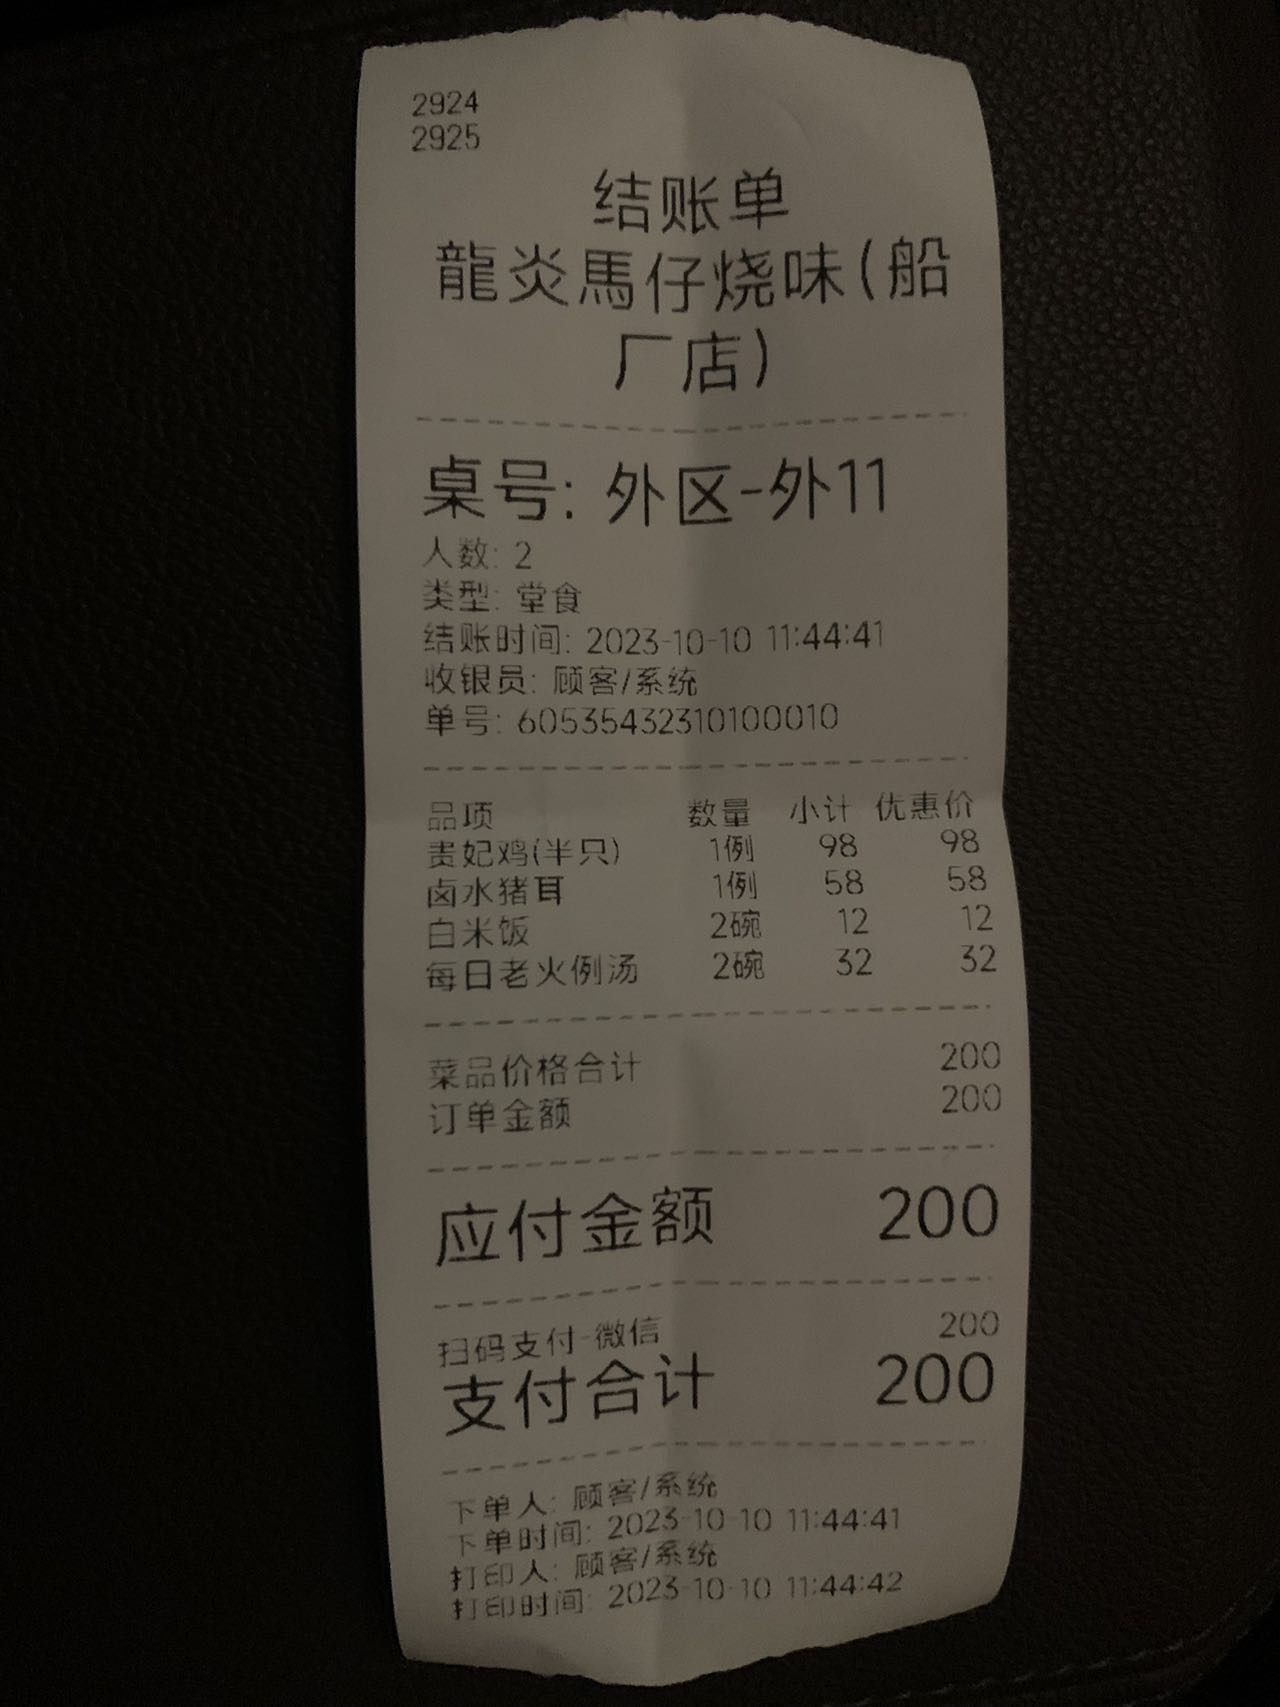 2924
2925
结账单
龍炎馬仔烧味(船
厂店)
桌号: 外区-外11
人数: 2
类型: 堂食
结账时间: 2023-10-10 11:44:41
收银员: 顾客/系统
单号: 60535432310100010
品项 数量 小计 优惠价
贵妃鸡(半只) 1例 98 98
卤水猪耳 1例 58 58
白米饭 2碗 12 12
每日老火例汤 2碗 32 32
菜品价格合计 200
订单金额 200
应付金额 200
扫码支付-微信 200
支付合计 200
下单人: 顾客/系统
下单时间: 2023-10-10 11:44:41
打印人: 顾客/系统
打印时间: 2023-10-10 11:44:42